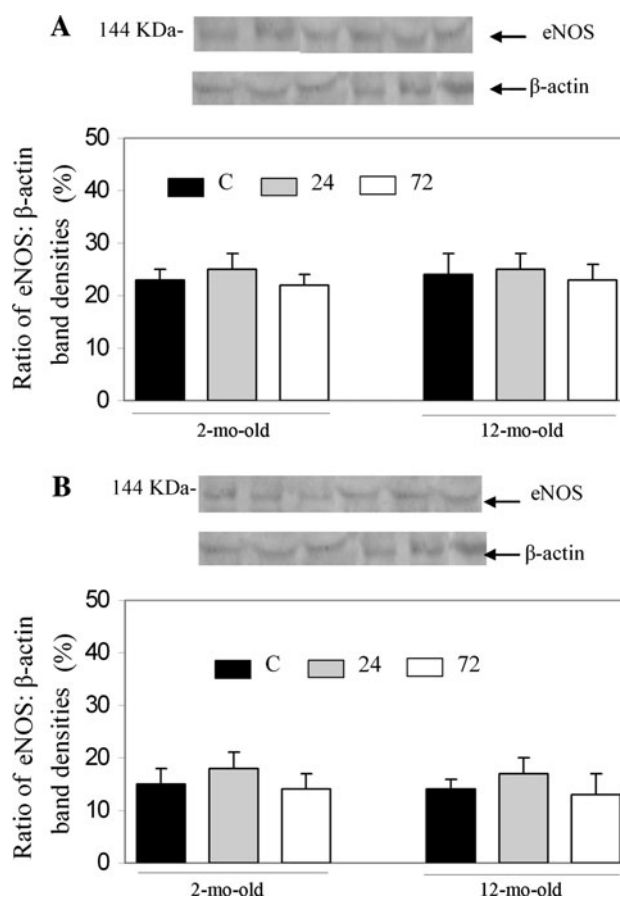 A
144 KDa-
eNOS
β-actin
Ratio of eNOS: β-actin
band densities (%)
50
40
30
20
10
0
C 24 72
2-mo-old 12-mo-old
B
144 KDa-
eNOS
β-actin
Ratio of eNOS: β-actin
band densities (%)
50
40
30
20
10
0
C 24 72
2-mo-old 12-mo-old